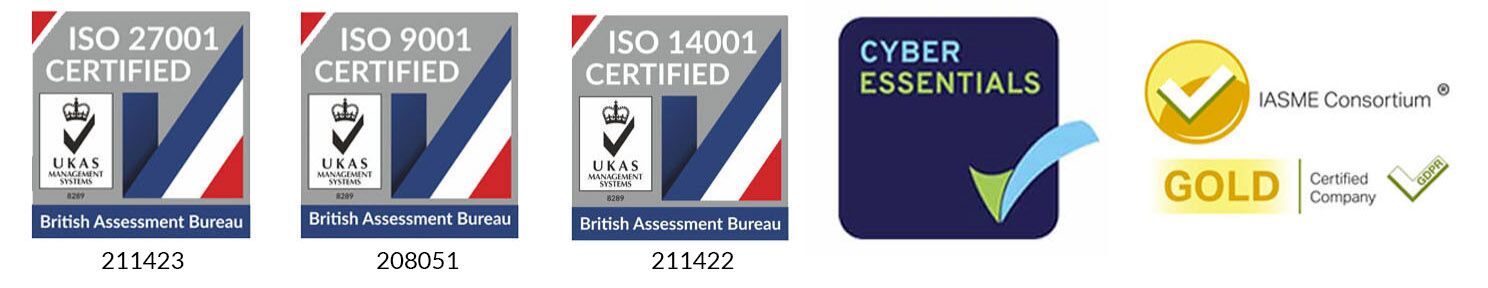 ISO 27001
CERTIFIED
UKAS
MANAGEMENT
SYSTEMS
8289
British Assessment Bureau
211423
ISO 9001
CERTIFIED
UKAS
MANAGEMENT
SYSTEMS
8289
British Assessment Bureau
208051
ISO 14001
CERTIFIED
UKAS
MANAGEMENT
SYSTEMS
8289
British Assessment Bureau
211422
CYBER
ESSENTIALS
IASME Consortium ®
GOLD
Certified
Company
GDPR